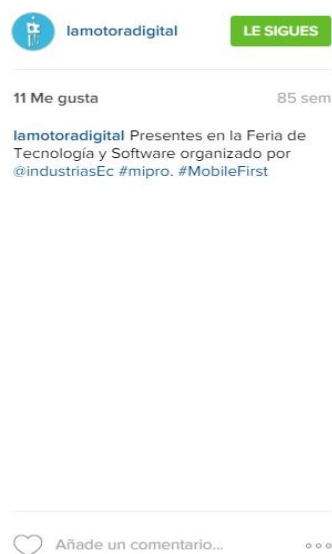 lamotoradigital
LE SIGUES
11 Me gusta
85 sem
lamotoradigital Presentes en la Feria de
Tecnología y Software organizado por
@industriasEc #mipro. #MobileFirst
Añade un comentario...